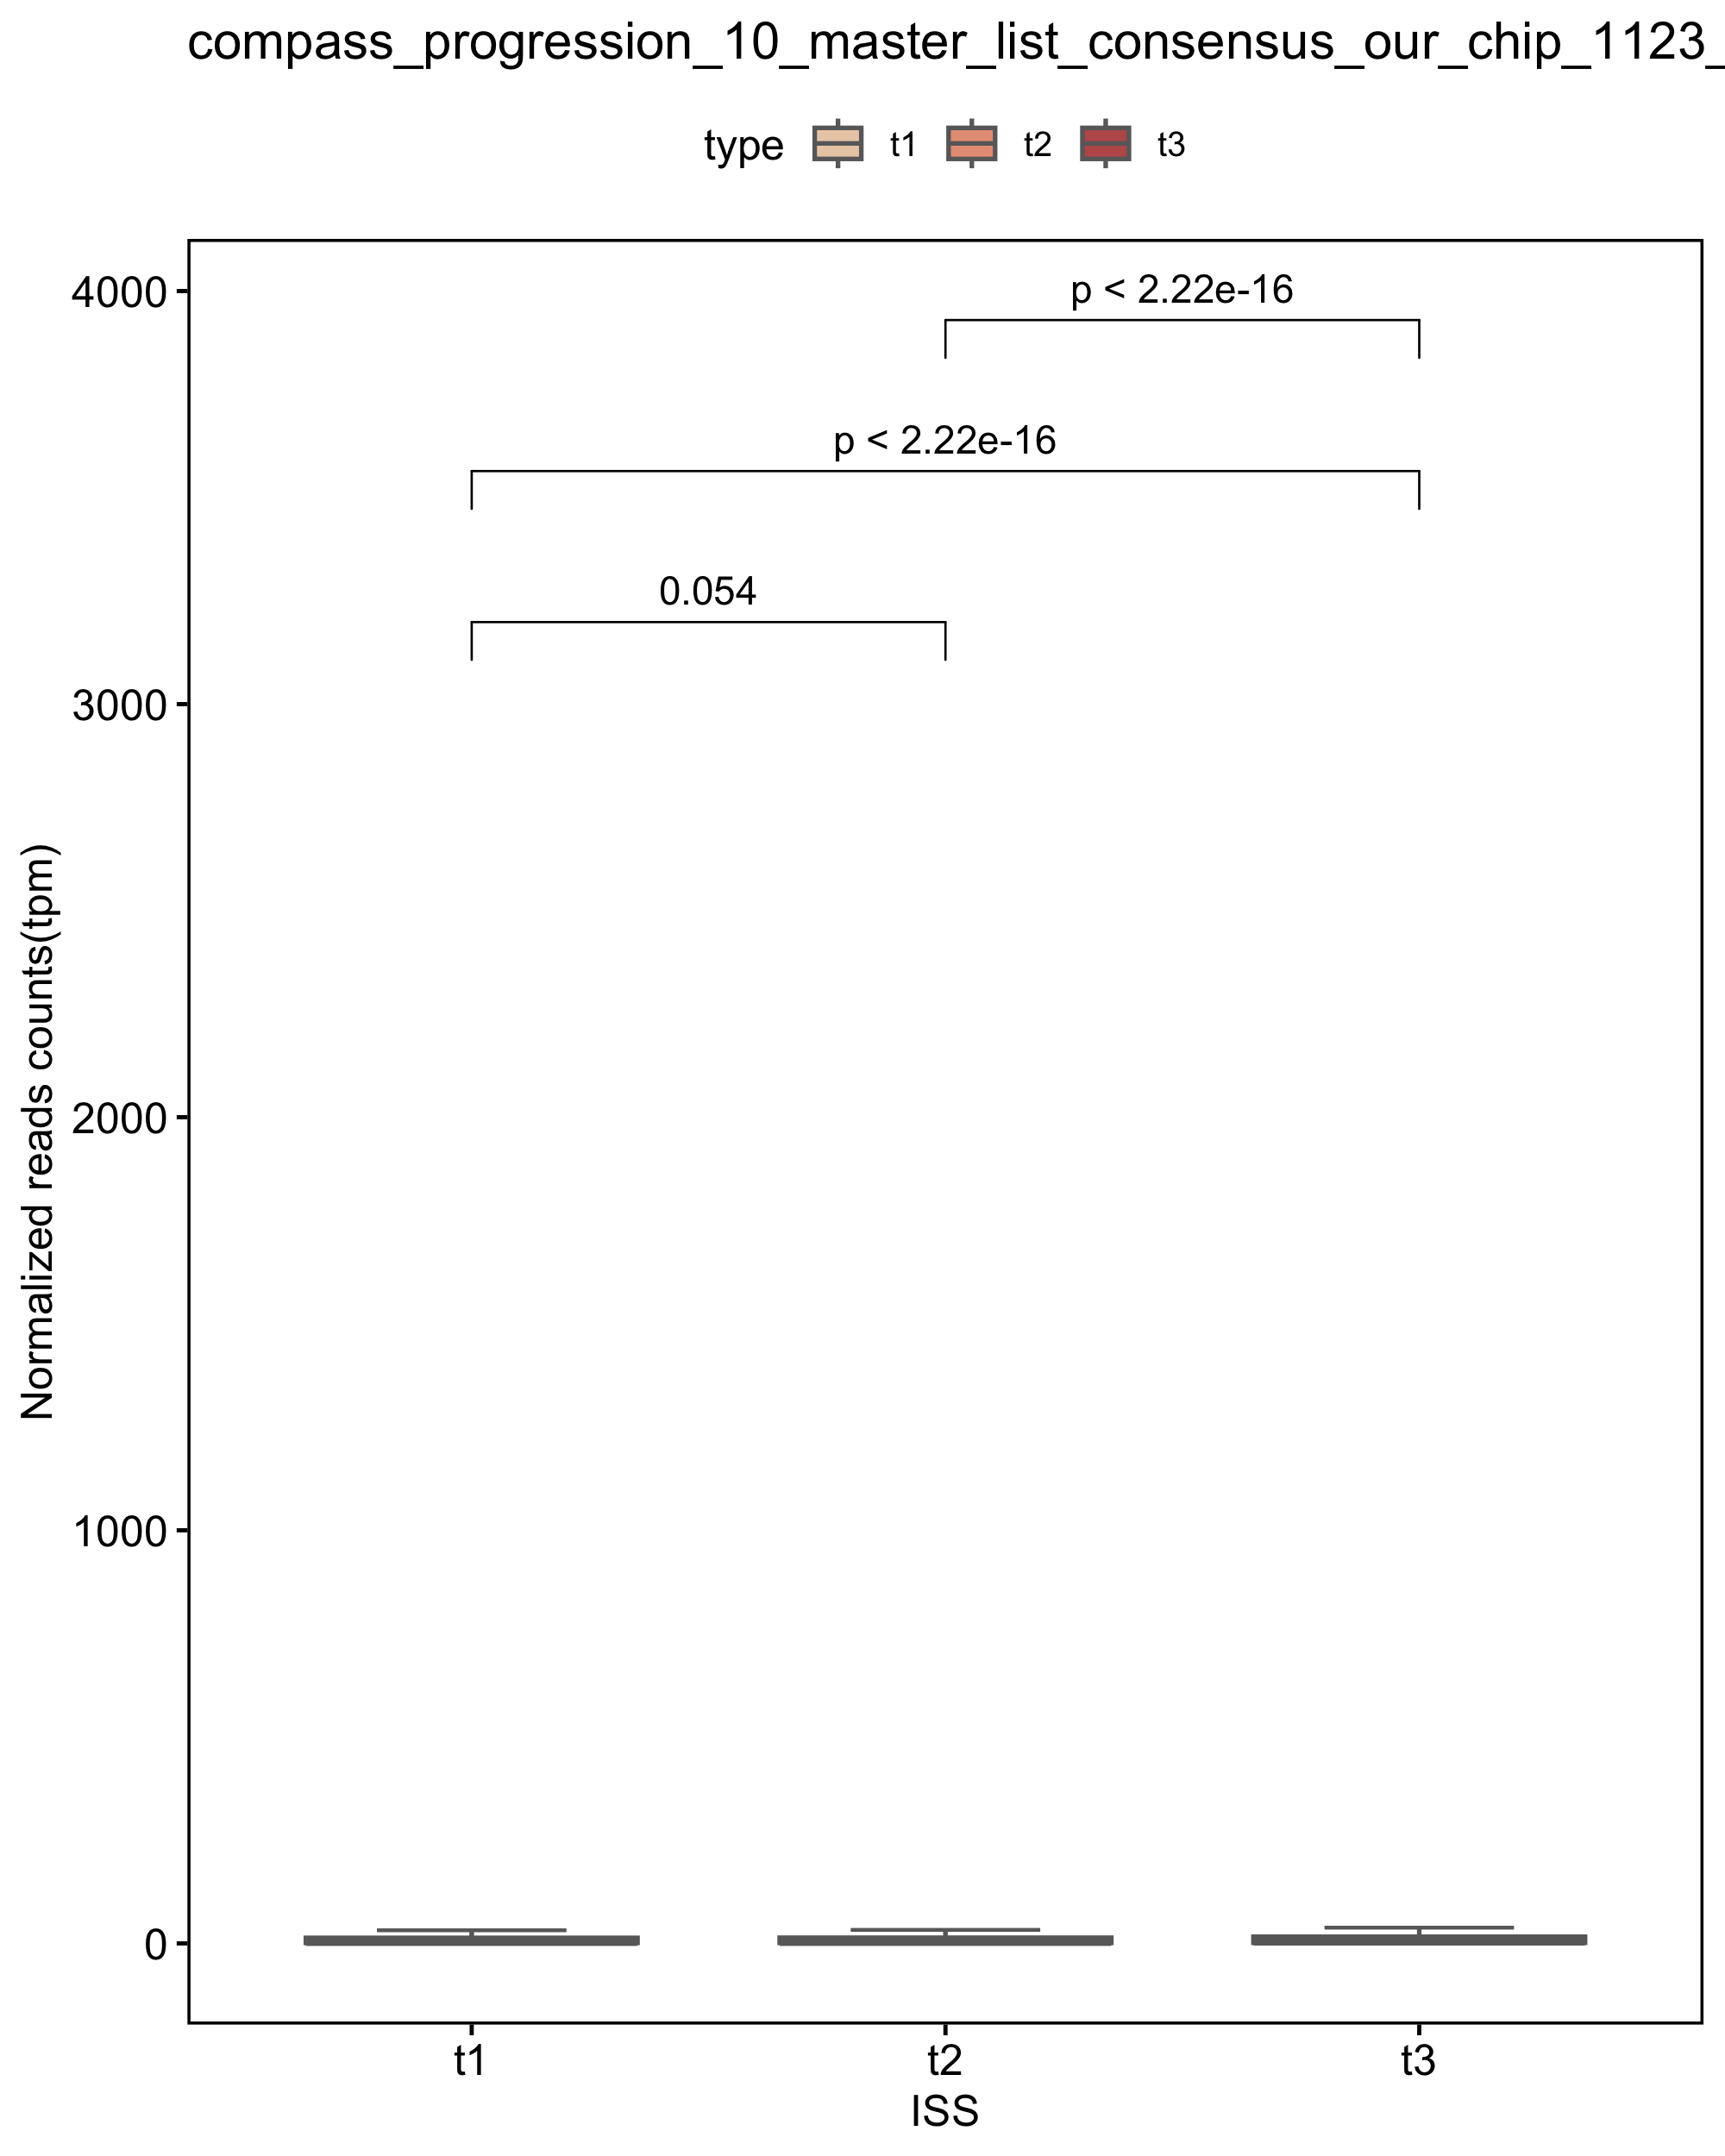 compass_progression_10_master_list_consensus_our_chip_1123_
type t1 t2 t3
4000
3000
2000
1000
0
Normalized reads counts(tpm)
p < 2.22e-16
p < 2.22e-16
0.054
t1 t2 t3
ISS